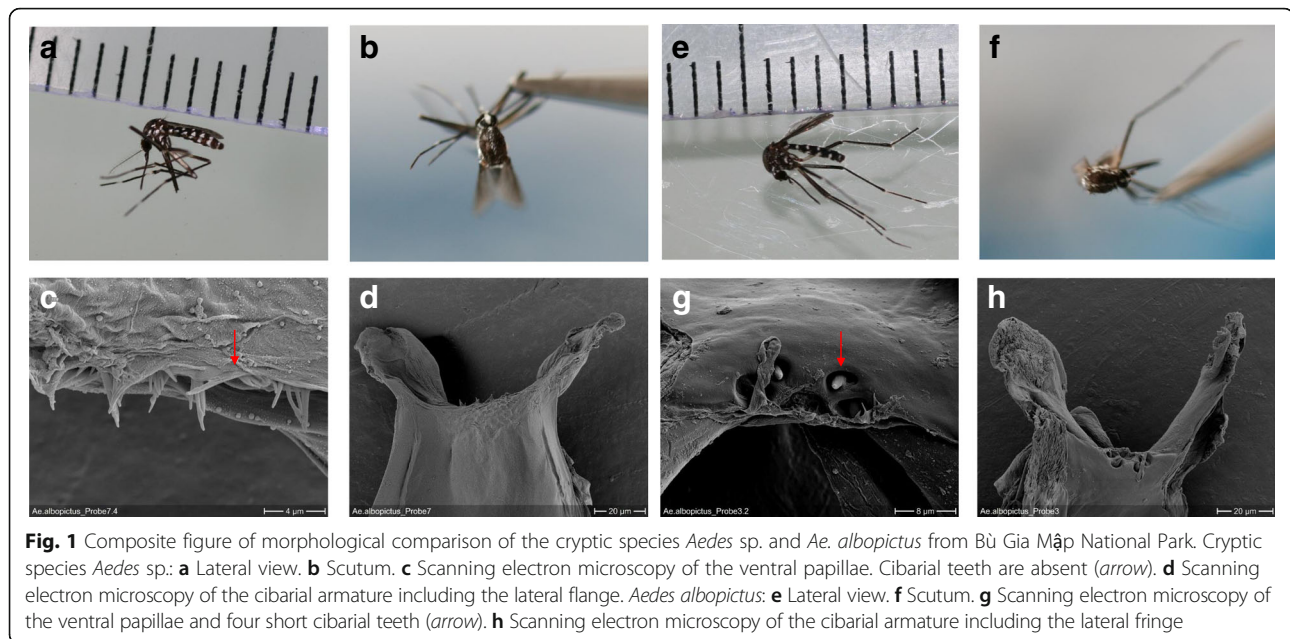 a
b
e
f
c
d
g
h
Ae.albopictus_Probe7.4
4 µm
Ae.albopictus_Probe7
20 µm
Ae.albopictus_Probe3.2
8 µm
Ae.albopictus_Probe3
20 µm
Fig. 1 Composite figure of morphological comparison of the cryptic species Aedes sp. and Ae. albopictus from Bù Gia Mập National Park. Cryptic
species Aedes sp.: a Lateral view. b Scutum. c Scanning electron microscopy of the ventral papillae. Cibarial teeth are absent (arrow). d Scanning
electron microscopy of the cibarial armature including the lateral flange. Aedes albopictus: e Lateral view. f Scutum. g Scanning electron microscopy of
the ventral papillae and four short cibarial teeth (arrow). h Scanning electron microscopy of the cibarial armature including the lateral fringe